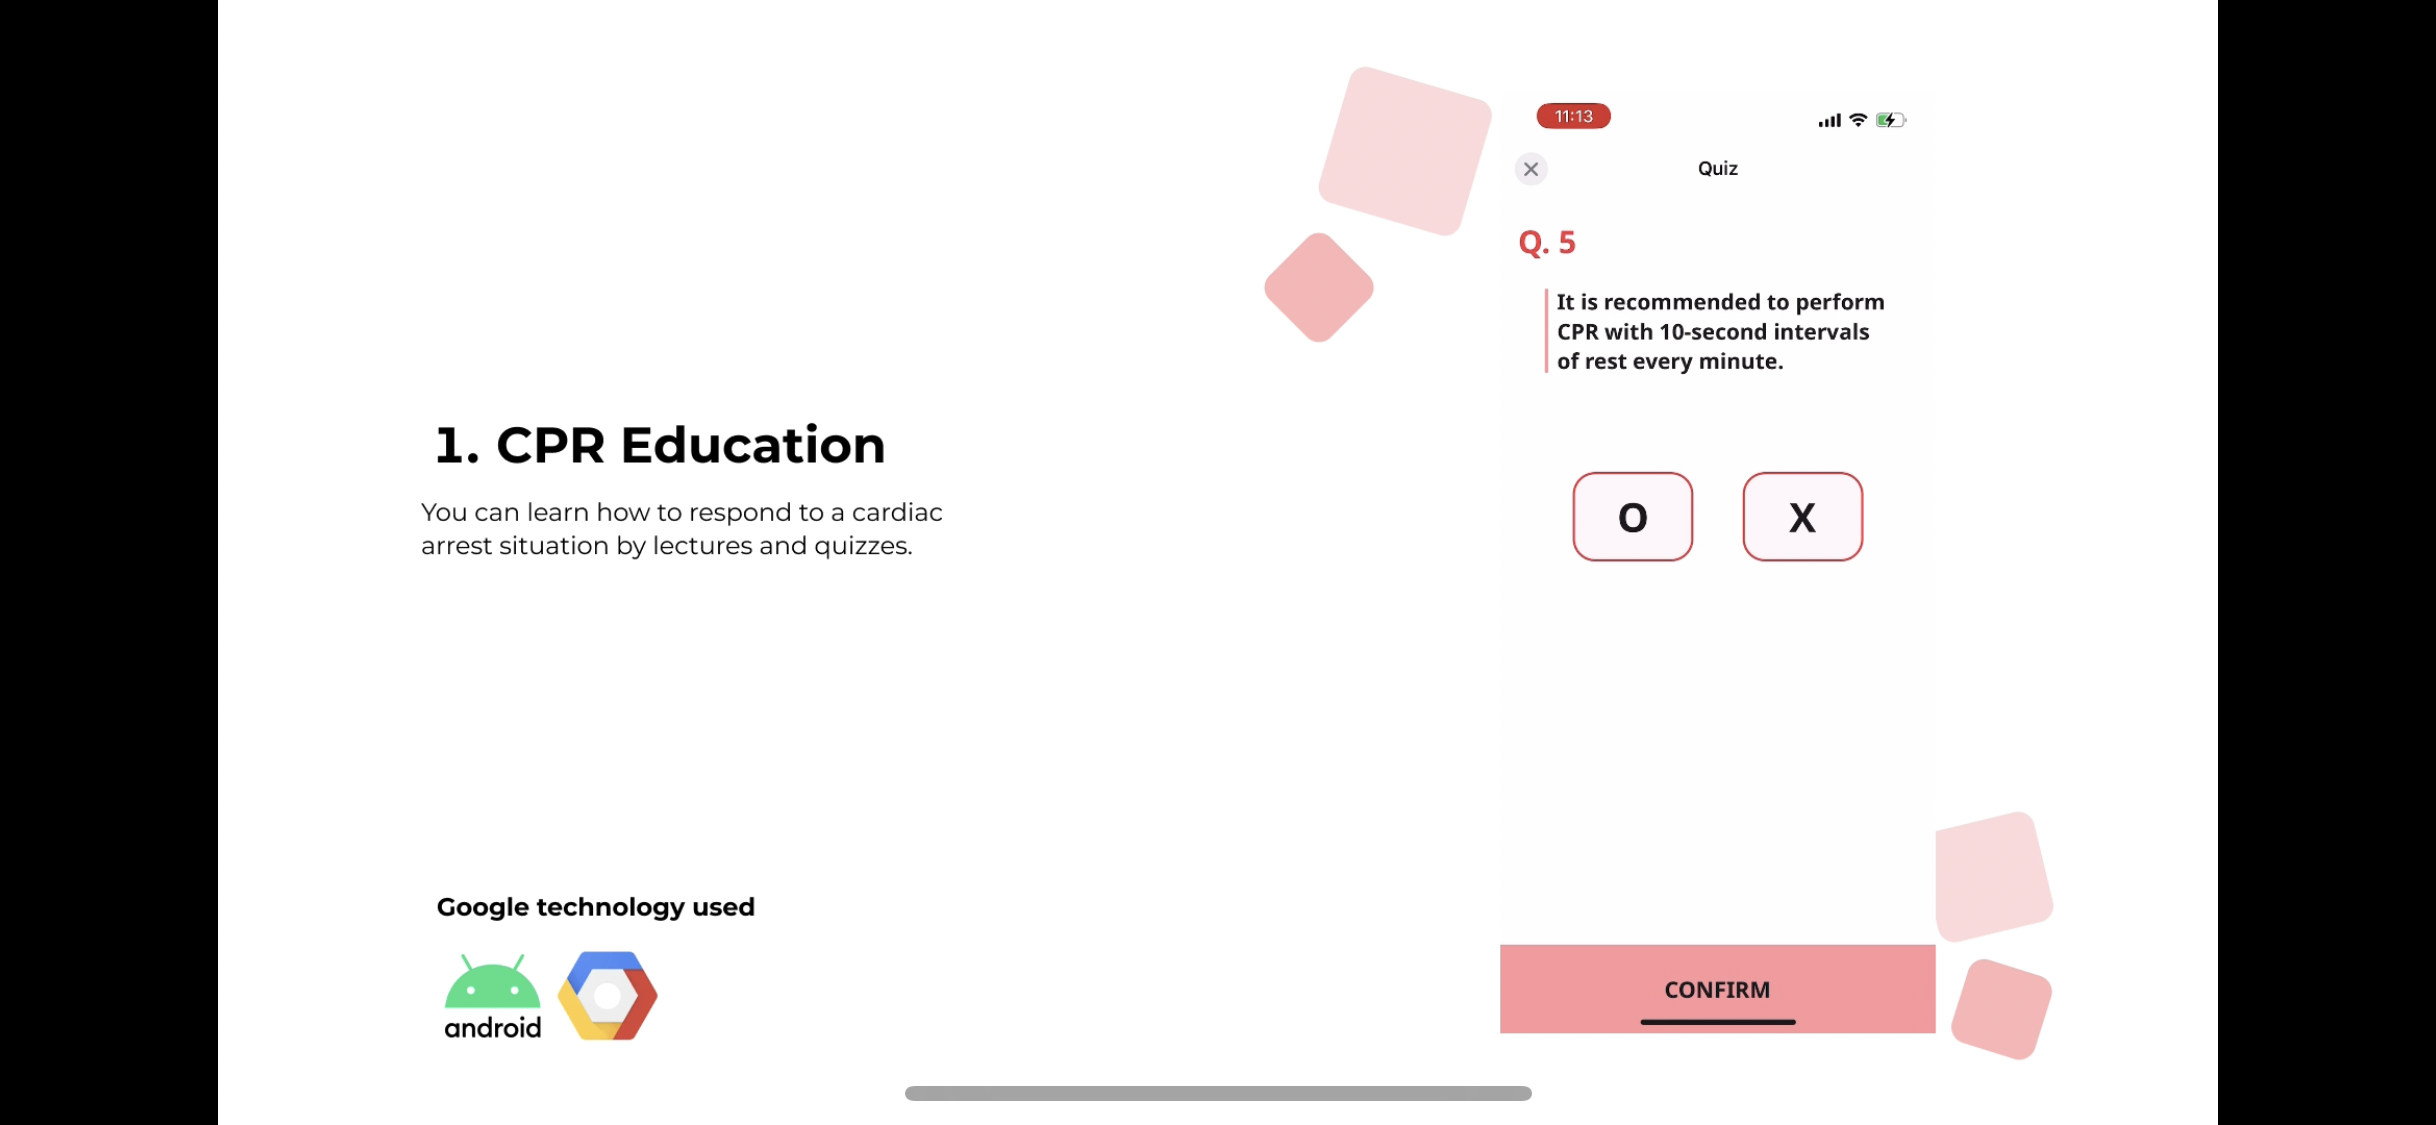 1. CPR Education
You can learn how to respond to a cardiac
arrest situation by lectures and quizzes.
Google technology used
android
11:13
Quiz
Q. 5
It is recommended to perform
CPR with 10-second intervals
of rest every minute.
O
X
CONFIRM